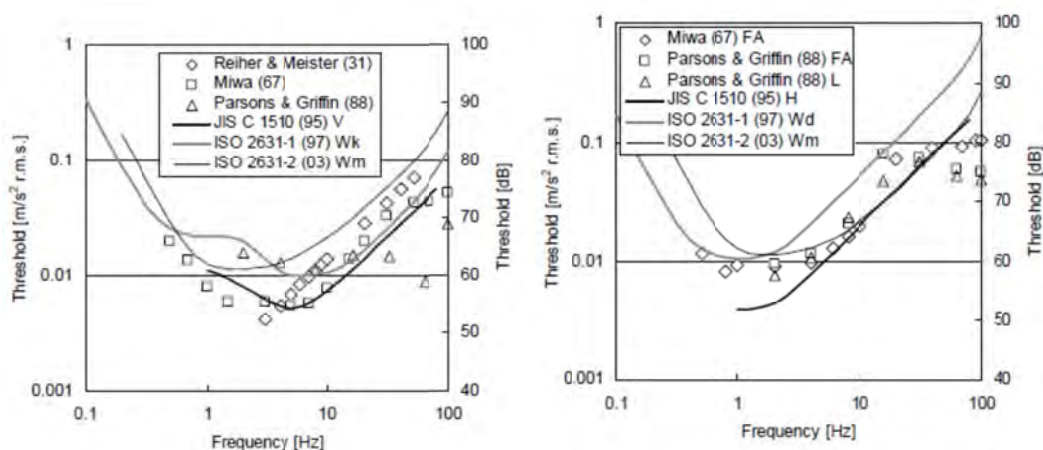 1
0.1
0.01
0.001
Threshold [m/s² r.m.s.]
Reiher & Meister (31)
Miwa (67)
Parsons & Griffin (88)
JIS C 1510 (95) V
ISO 2631-1 (97) Wk
ISO 2631-2 (03) Wm
100
90
80
70
60
50
40
Threshold [dB]
0.1 1 10 100
Frequency [Hz]
1
0.1
0.01
0.001
Threshold [m/s² r.m.s.]
Miwa (67) FA
Parsons & Griffin (88) FA
Parsons & Griffin (88) L
JIS C 1510 (95) H
ISO 2631-1 (97) Wd
ISO 2631-2 (03) Wm
100
90
80
70
60
50
40
Threshold [dB]
0.1 1 10 100
Frequency [Hz]